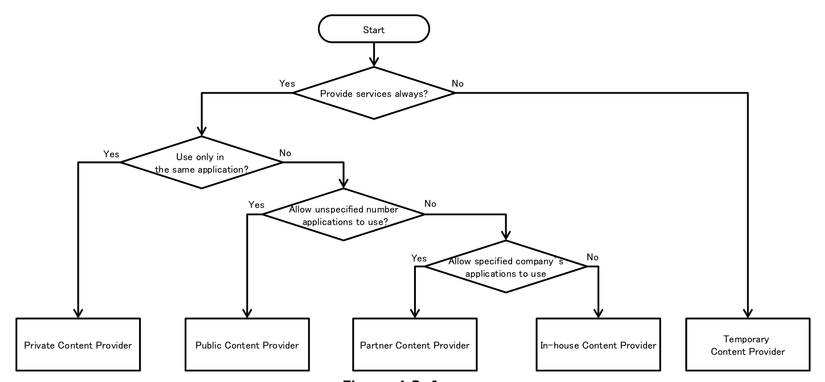 Start
Yes
No
Provide services always?
Yes
No
Use only in
the same application?
Yes
No
Allow unspecified number
applications to use?
Yes
No
Allow specified company`s
applications to use
Private Content Provider
Public Content Provider
Partner Content Provider
In-house Content Provider
Temporary
Content Provider